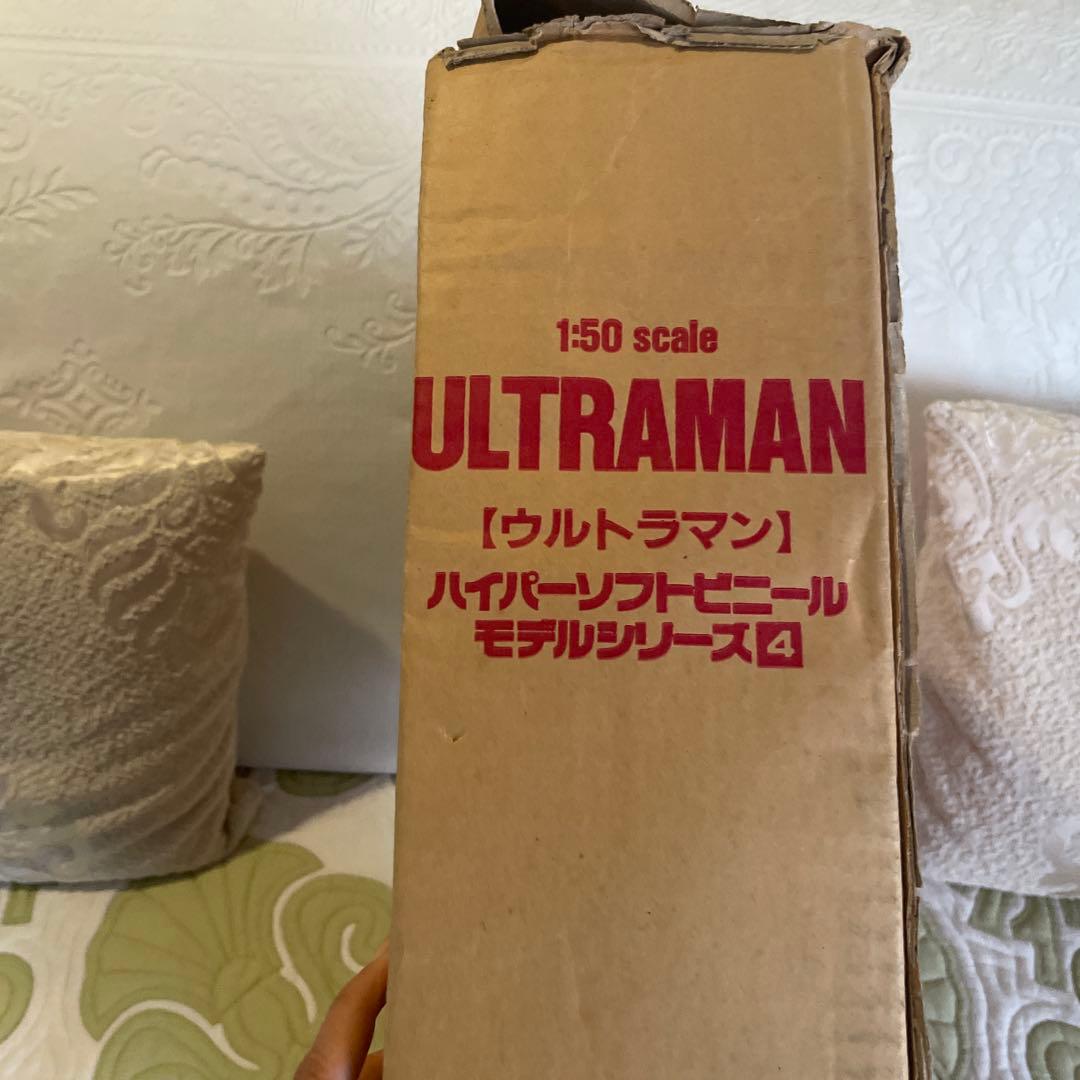 1:50 scale
ULTRAMAN
【ウルトラマン】
ハイパーソフトビニール
モデルシリーズ4